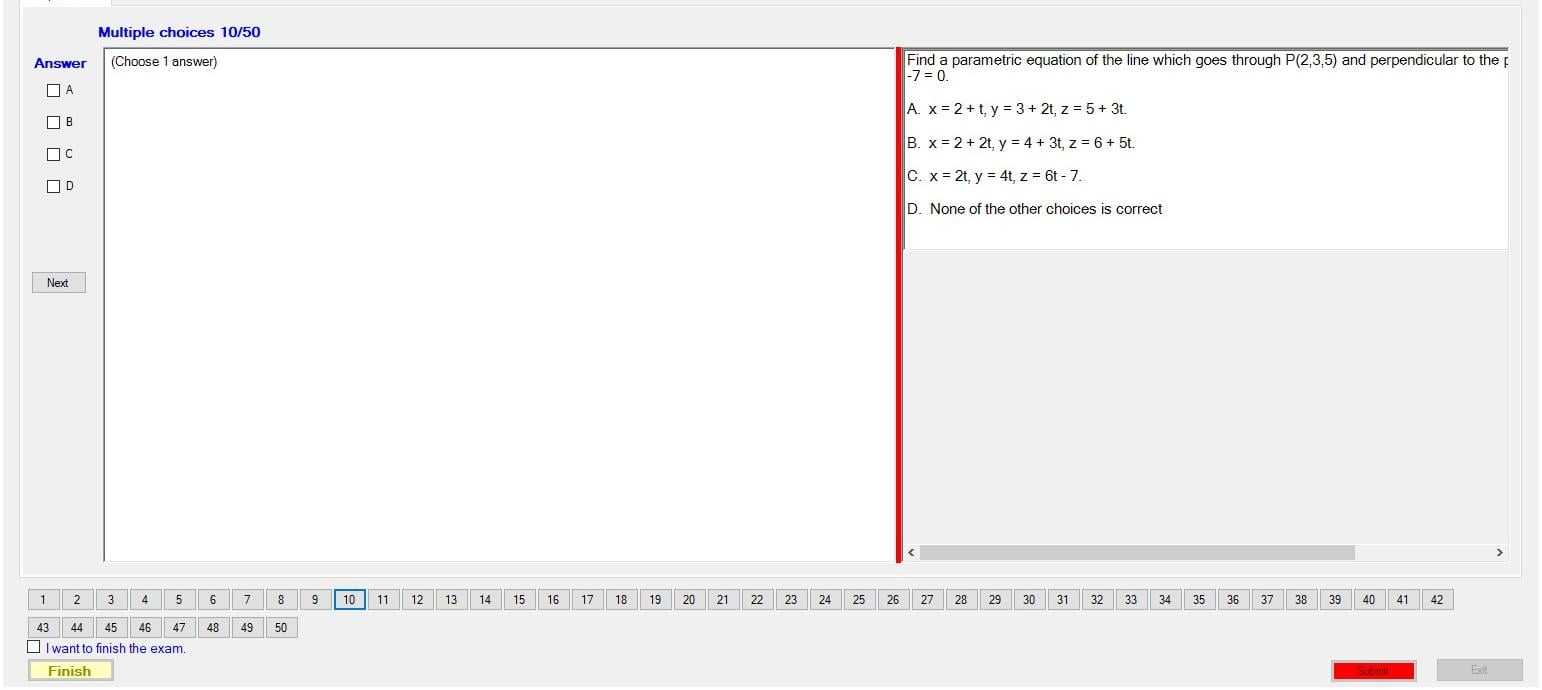 Multiple choices 10/50
Answer
(Choose 1 answer)
A
B
C
D
Next
Find a parametric equation of the line which goes through P(2,3,5) and perpendicular to the
-7 = 0.
A. x = 2 + t, y = 3 + 2t, z = 5 + 3t.
B. x = 2 + 2t, y = 4 + 3t, z = 6 + 5t.
C. x = 2t, y = 4t, z = 6t - 7.
D. None of the other choices is correct
1 2 3 4 5 6 7 8 9 10 11 12 13 14 15 16 17 18 19 20 21 22 23 24 25 26 27 28 29 30 31 32 33 34 35 36 37 38 39 40 41 42
43 44 45 46 47 48 49 50
I want to finish the exam.
Finish
Submit
Exit